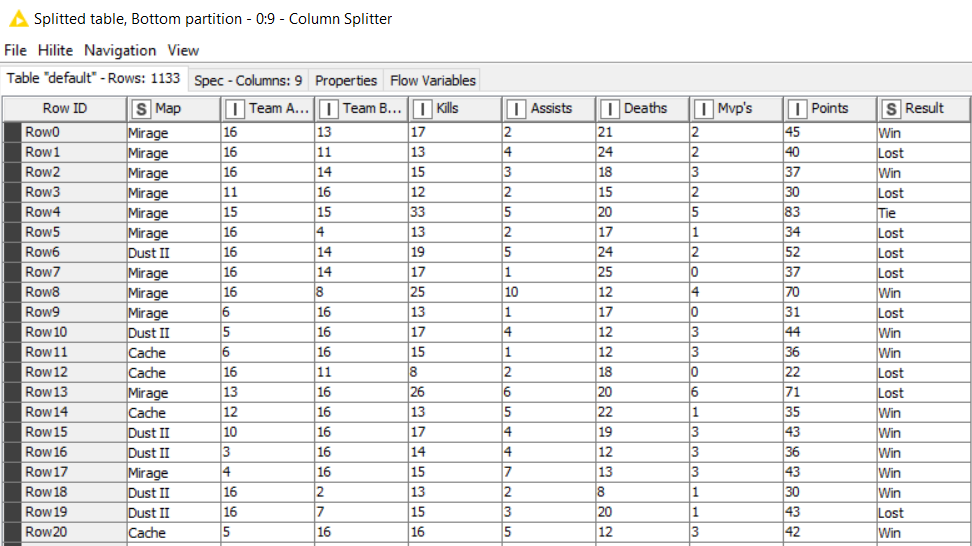 Splitted table, Bottom partition - 0:9 - Column Splitter
File Hilite Navigation View
Table "default" - Rows: 1133 Spec - Columns: 9 Properties Flow Variables
Row ID S Map I Team A... I Team B... I Kills I Assists I Deaths I Mvp's I Points S Result
Row0 Mirage 16 13 17 2 21 2 45 Win
Row1 Mirage 16 11 13 4 24 2 40 Lost
Row2 Mirage 16 14 15 3 18 3 37 Win
Row3 Mirage 11 16 12 2 15 2 30 Lost
Row4 Mirage 15 15 33 5 20 5 83 Tie
Row5 Mirage 16 4 13 2 17 1 34 Lost
Row6 Dust II 16 14 19 5 24 2 52 Lost
Row7 Mirage 16 14 17 1 25 0 37 Lost
Row8 Mirage 16 8 25 10 12 4 70 Win
Row9 Mirage 6 16 13 1 17 0 31 Lost
Row10 Dust II 5 16 17 4 12 3 44 Win
Row11 Cache 6 16 15 1 12 3 36 Win
Row12 Cache 16 11 8 2 18 0 22 Lost
Row13 Mirage 13 16 26 6 20 6 71 Lost
Row14 Cache 12 16 13 5 22 1 35 Win
Row15 Dust II 10 16 17 4 19 3 43 Win
Row16 Dust II 3 16 14 4 12 3 36 Win
Row17 Mirage 4 16 15 7 13 3 43 Win
Row18 Dust II 16 2 13 2 8 1 30 Win
Row19 Dust II 16 7 15 3 20 1 43 Lost
Row20 Cache 5 16 16 5 12 3 42 Win